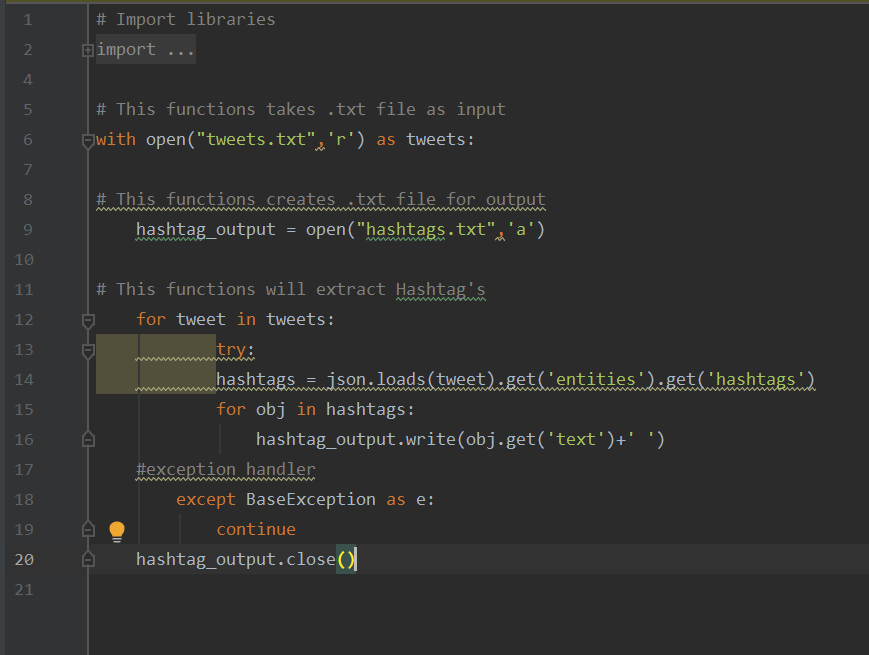 1 # Import libraries
2 import ...
4
5 # This functions takes .txt file as input
6 with open("tweets.txt",'r') as tweets:
7
8 # This functions creates .txt file for output
9     hashtag_output = open("hashtags.txt",'a')
10
11 # This functions will extract Hashtag's
12     for tweet in tweets:
13             try:
14             hashtags = json.loads(tweet).get('entities').get('hashtags')
15             for obj in hashtags:
16                 hashtag_output.write(obj.get('text')+' ')
17     #exception handler
18         except BaseException as e:
19             continue
20     hashtag_output.close()
21